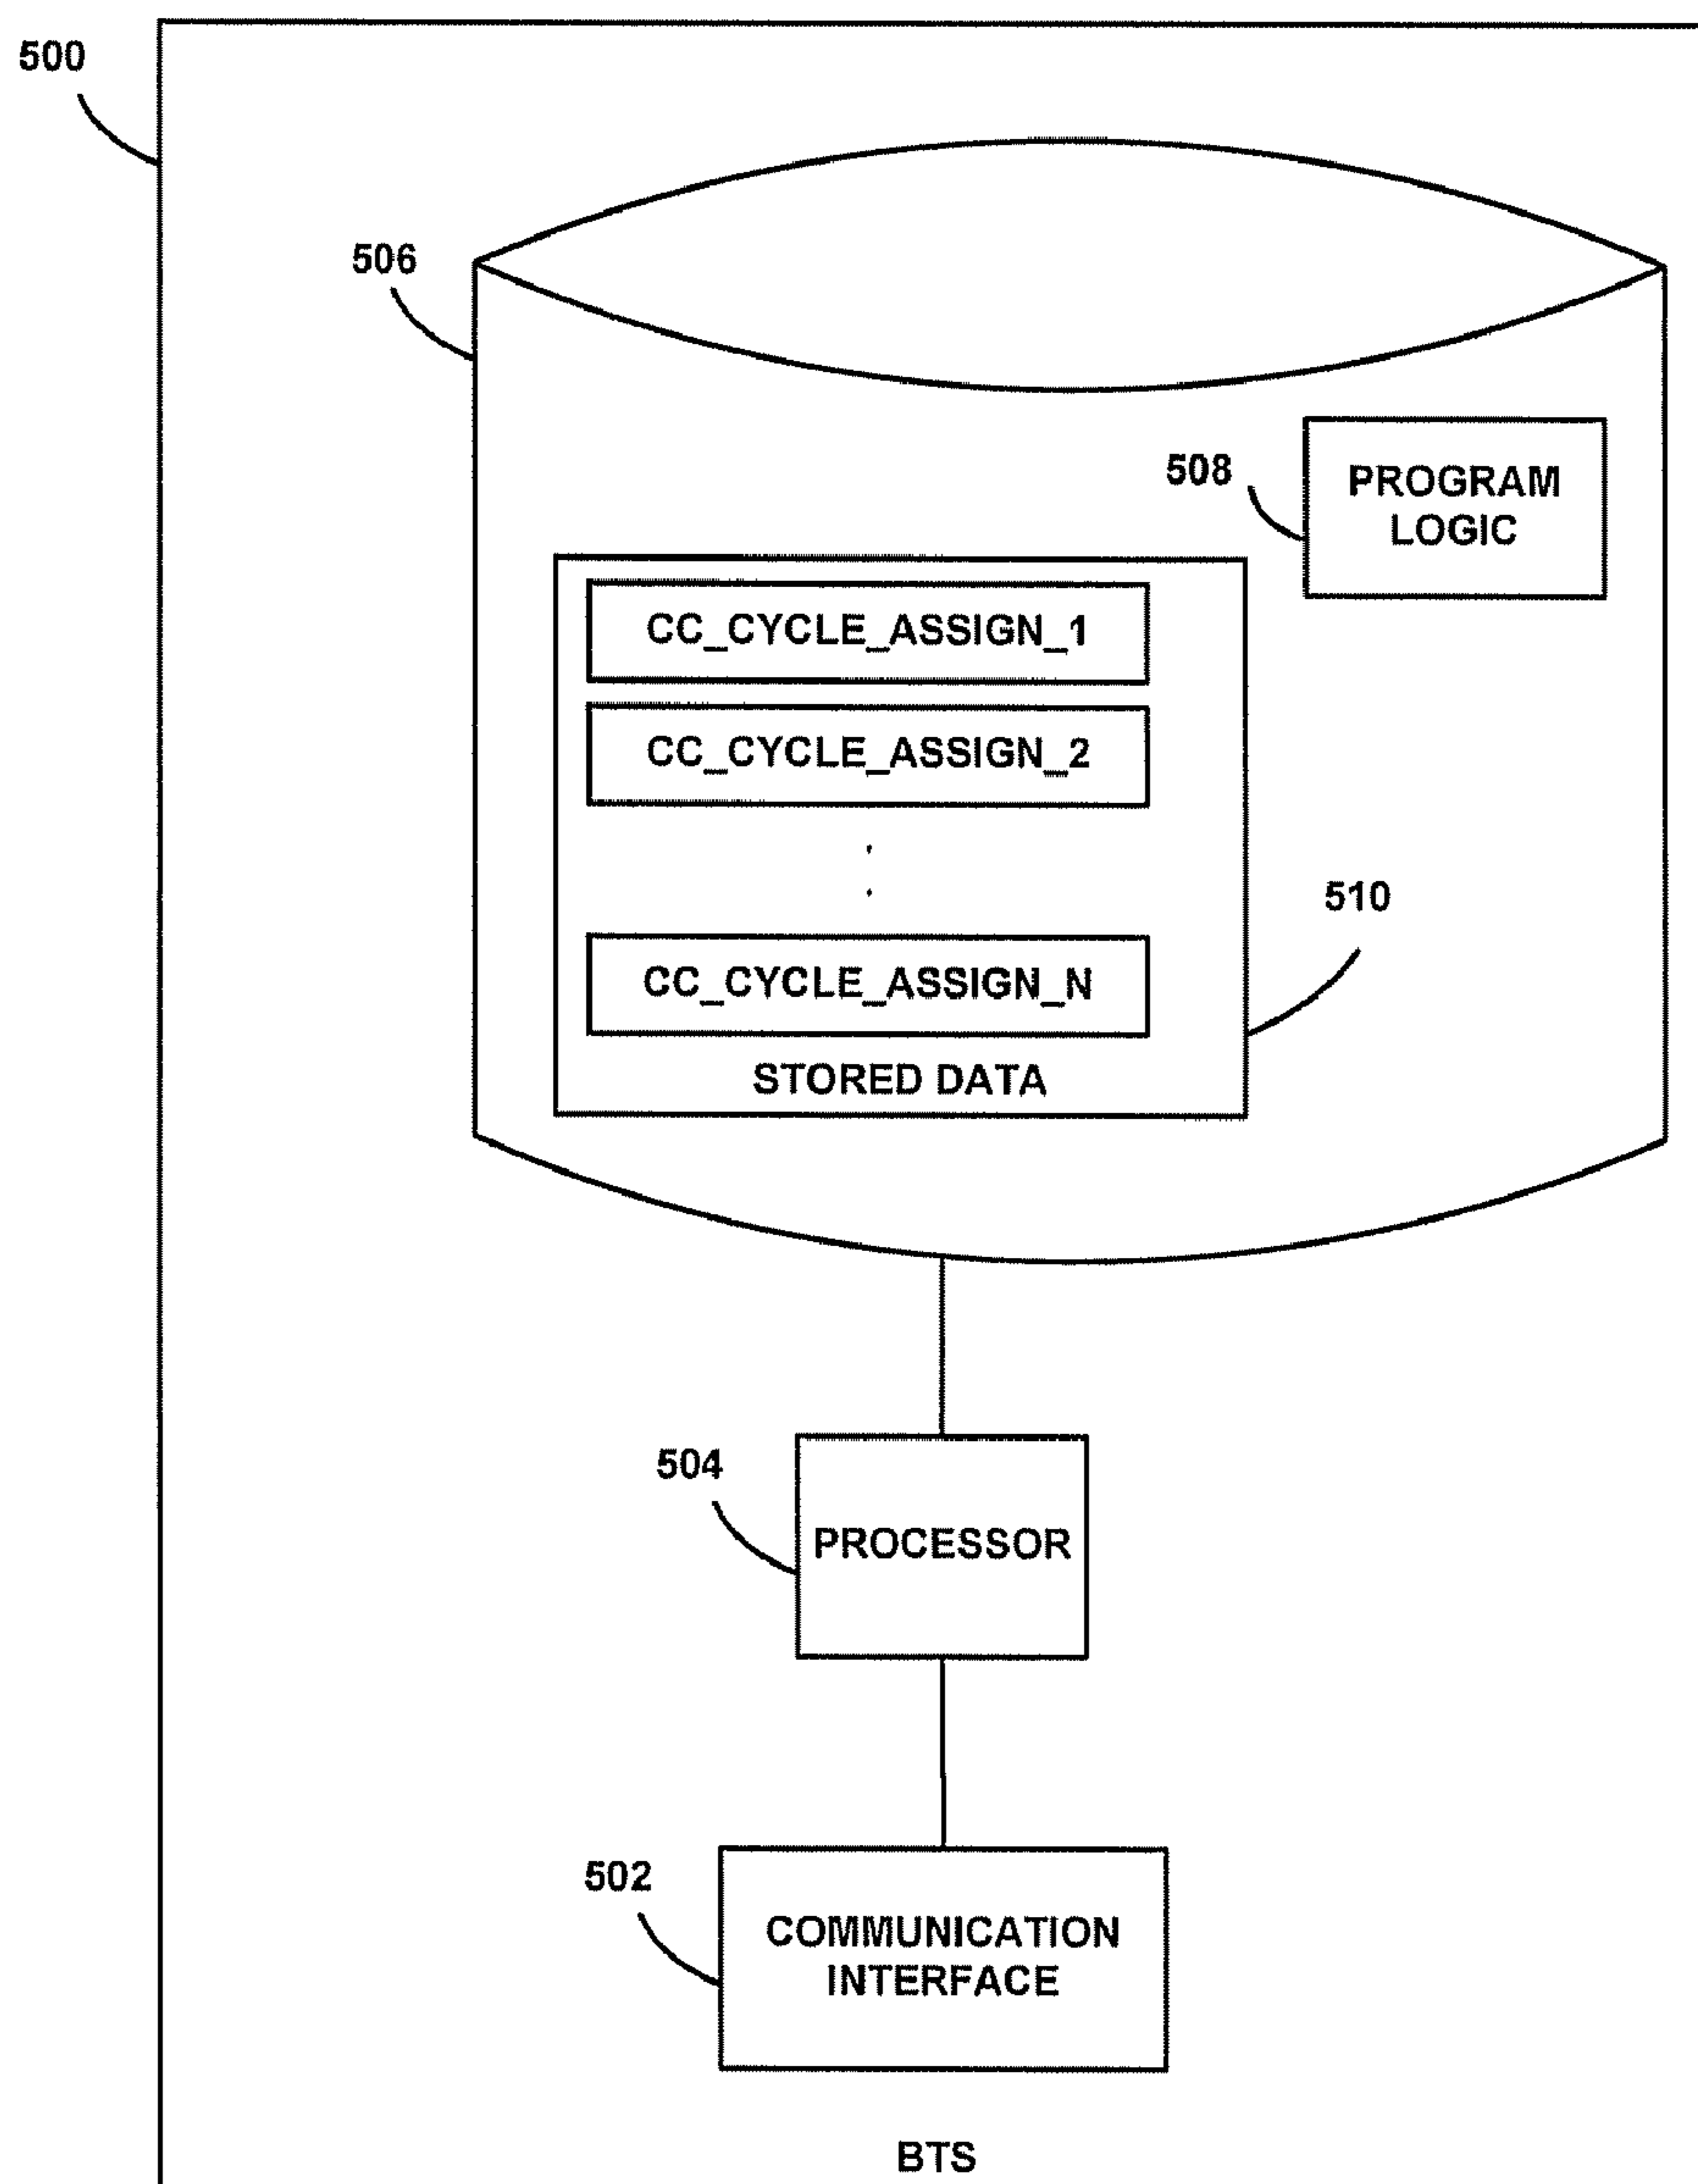 500
506
508
PROGRAM
LOGIC
CC_CYCLE_ASSIGN_1
CC_CYCLE_ASSIGN_2
510
CC_CYCLE_ASSIGN_N
STORED DATA
504
PROCESSOR
502
COMMUNICATION
INTERFACE
BTS